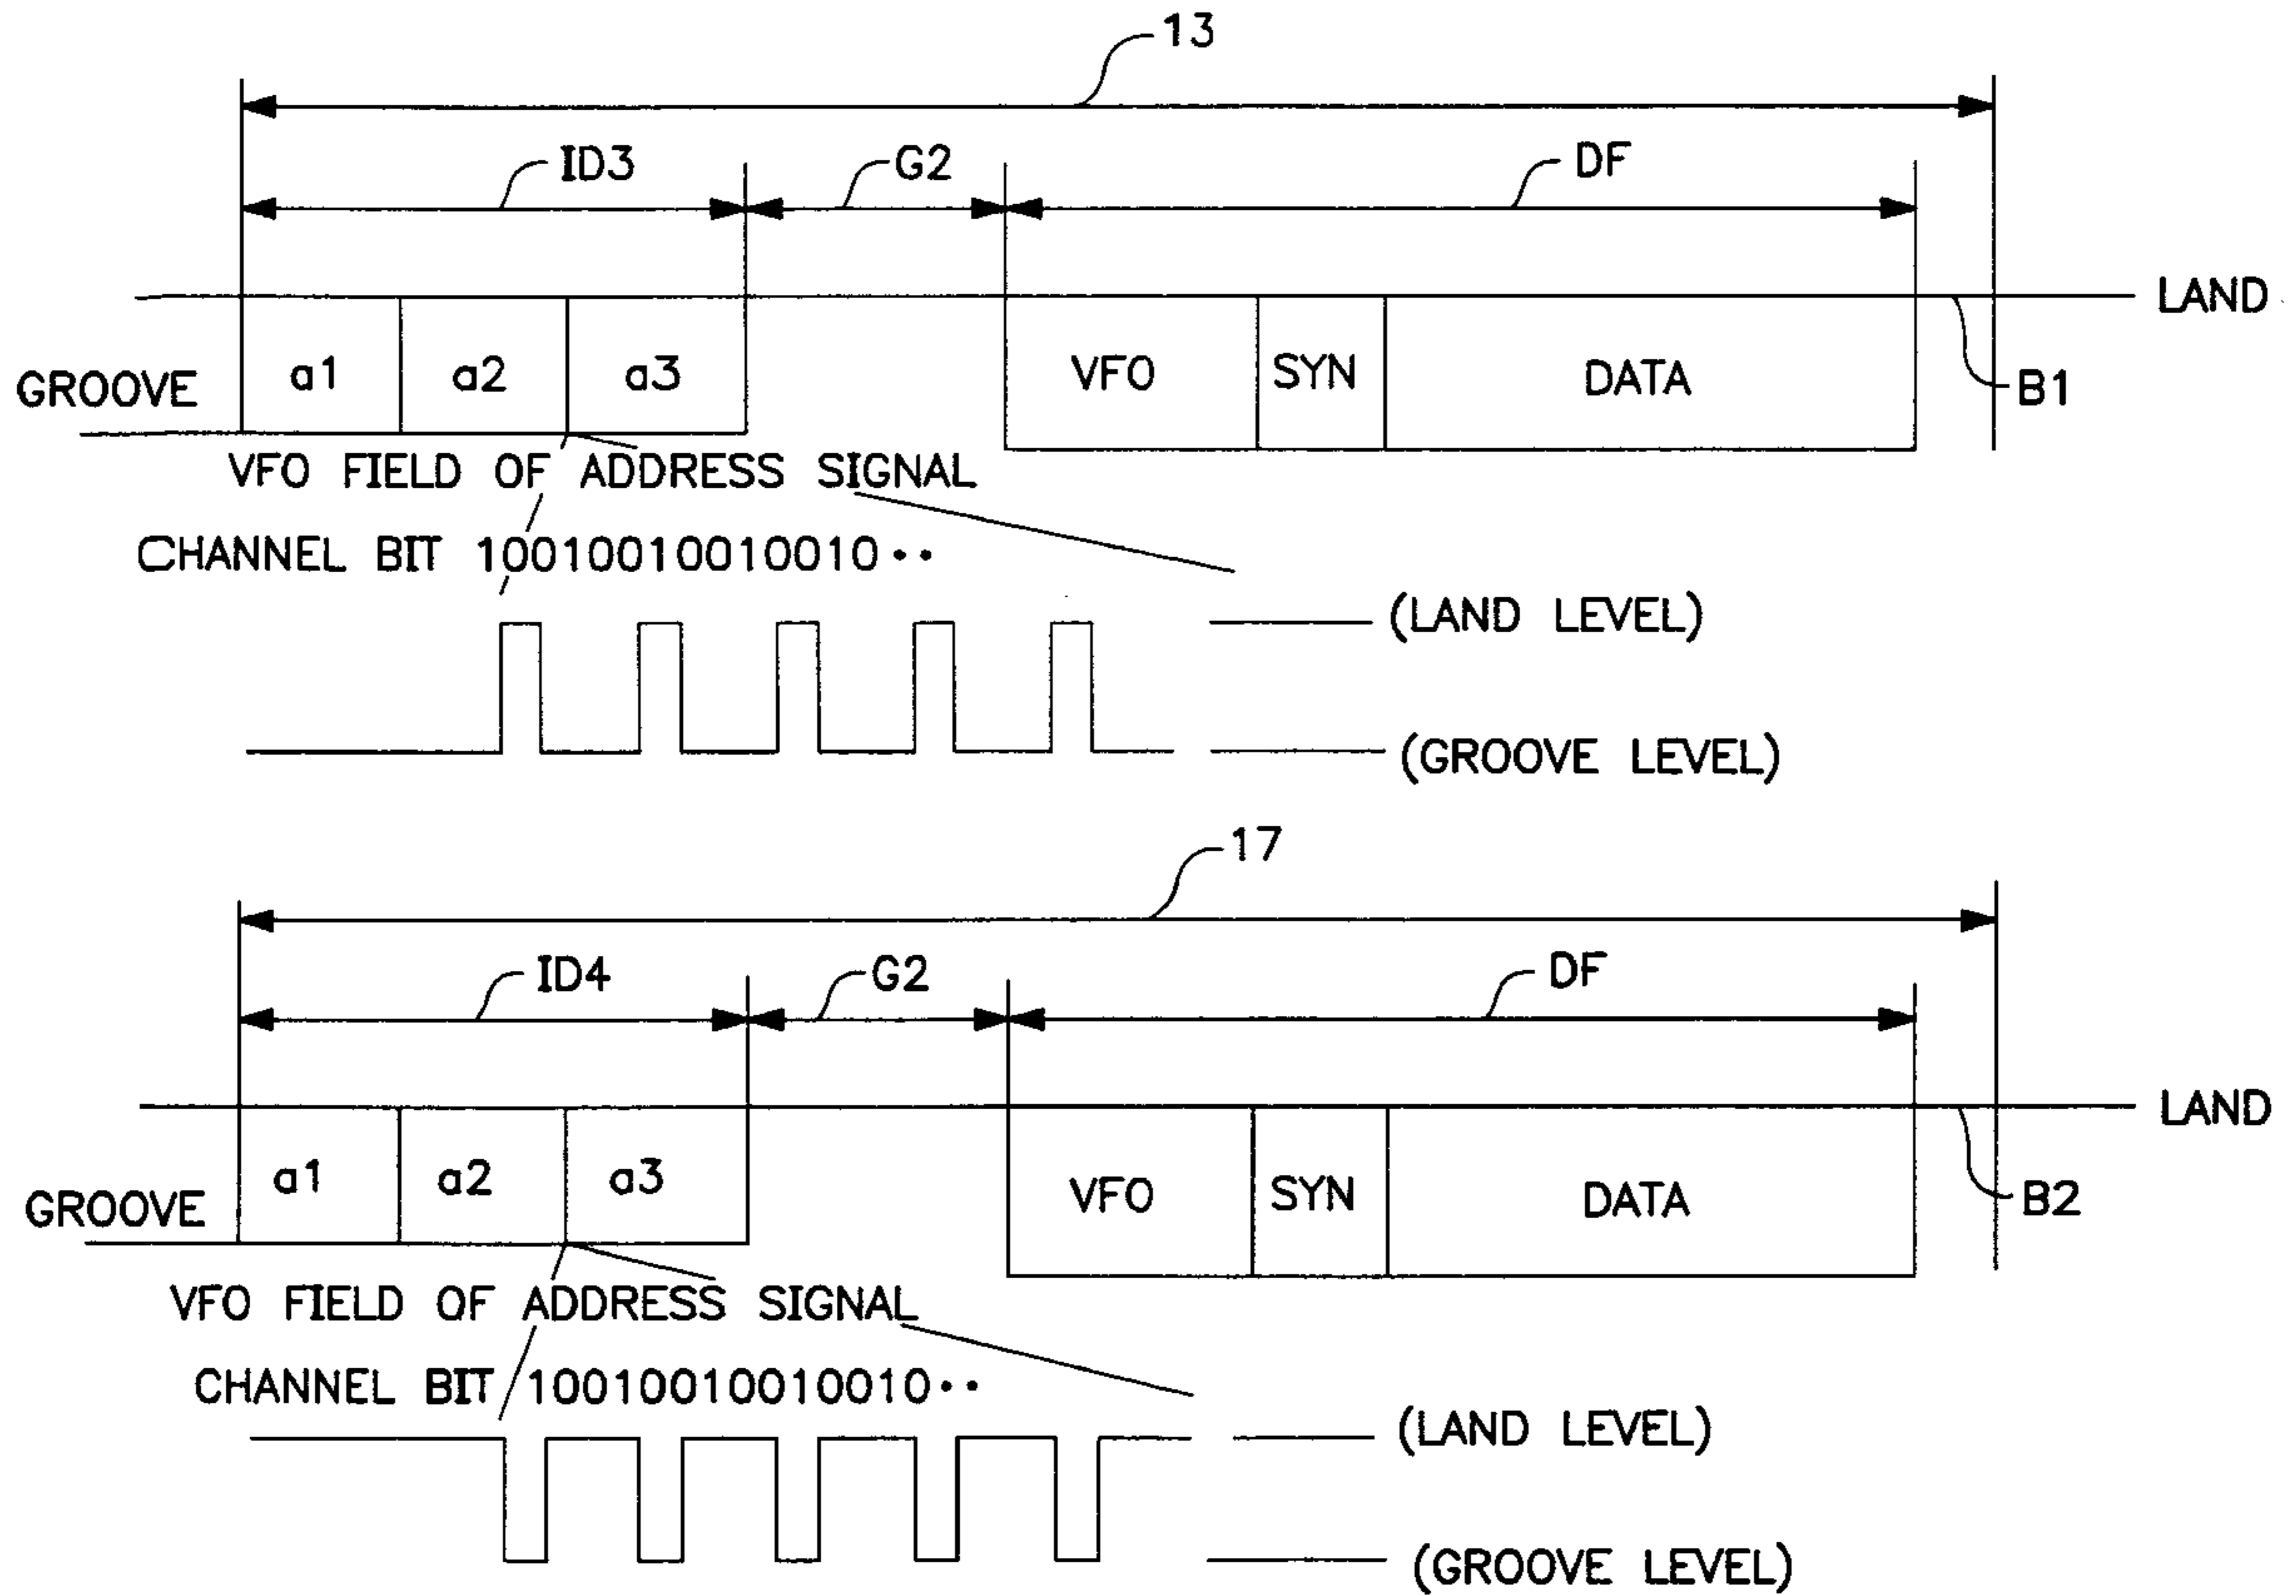 13
ID3 G2 DF
LAND
GROOVE a1 a2 a3 VFO SYN DATA B1
VFO FIELD OF ADDRESS SIGNAL
CHANNEL BIT 10010010010010··
(LAND LEVEL)
(GROOVE LEVEL)
17
ID4 G2 DF
LAND
GROOVE a1 a2 a3 VFO SYN DATA B2
VFO FIELD OF ADDRESS SIGNAL
CHANNEL BIT 10010010010010··
(LAND LEVEL)
(GROOVE LEVEL)